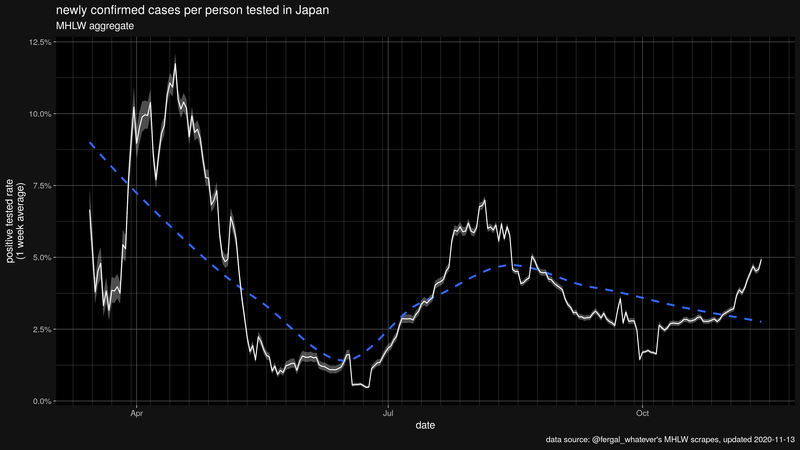 newly confirmed cases per person tested in Japan
MHLW aggregate
12.5%
10.0%
7.5%
5.0%
2.5%
0.0%
positive tested rate
(1 week average)
Apr
Jul
Oct
date
data source: @fergal_whatever's MHLW scrapes, updated 2020-11-13